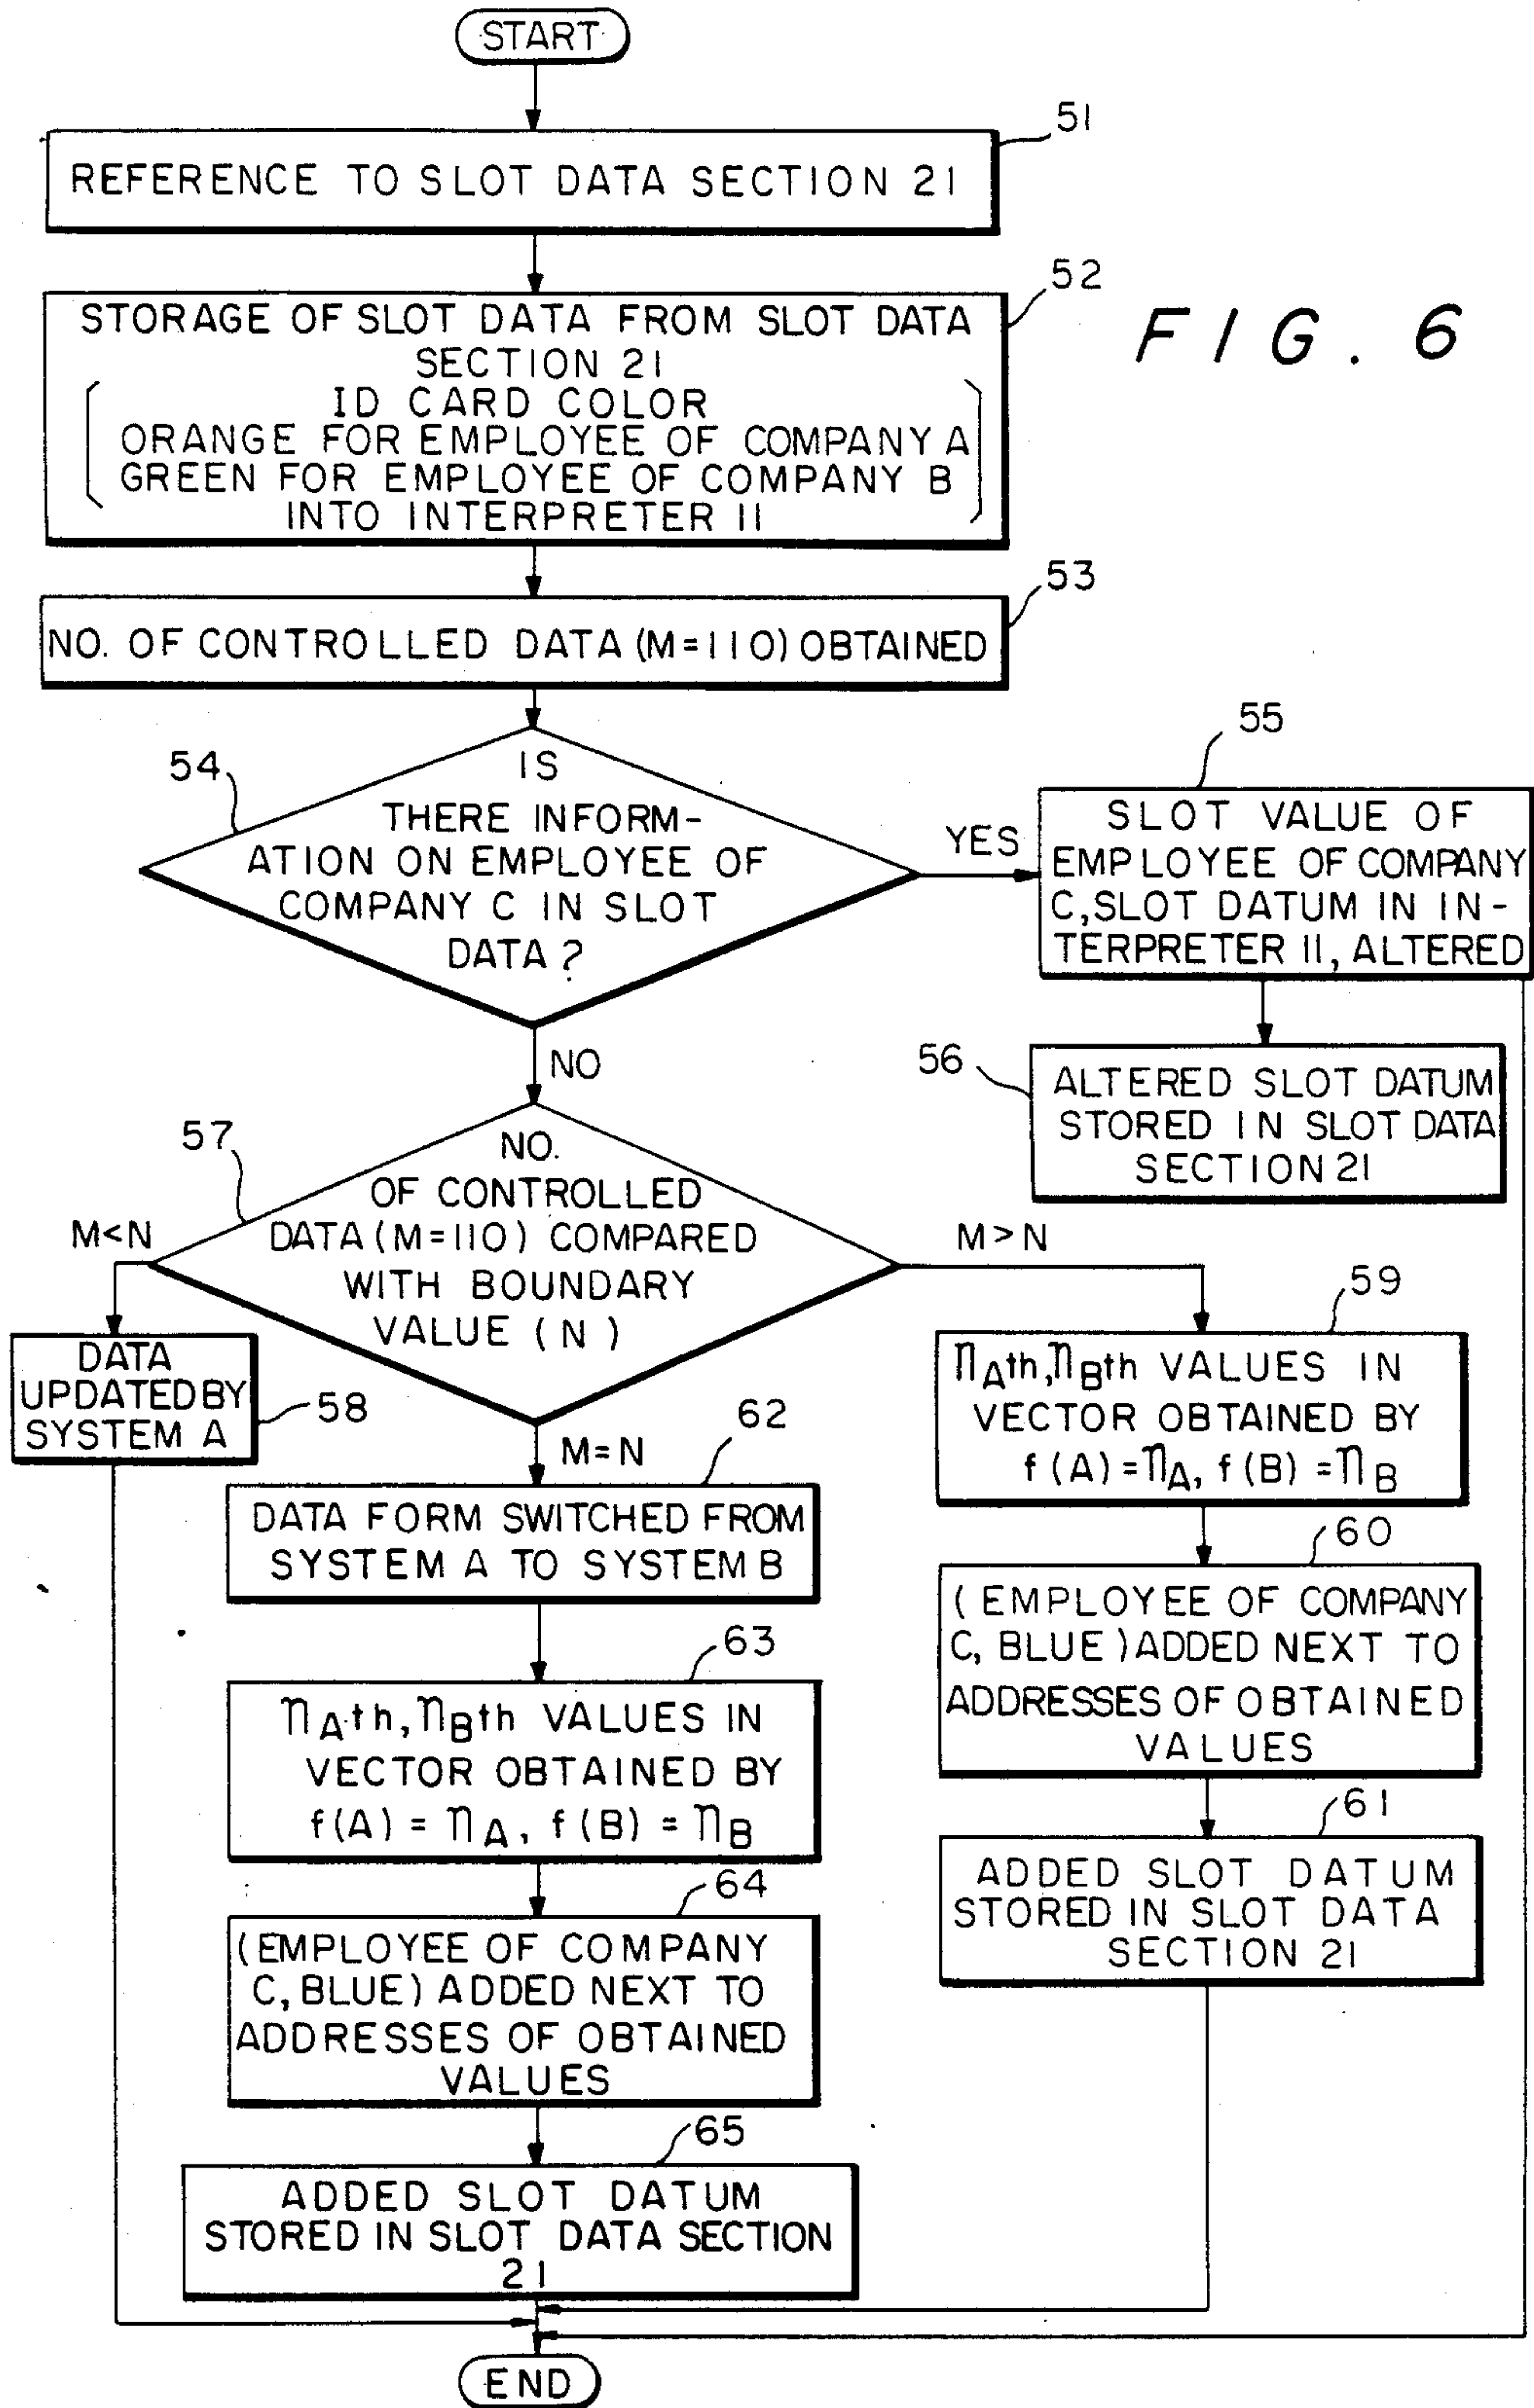 START
51
REFERENCE TO SLOT DATA SECTION 21
52
STORAGE OF SLOT DATA FROM SLOT DATA
SECTION 21
ID CARD COLOR
ORANGE FOR EMPLOYEE OF COMPANY A
GREEN FOR EMPLOYEE OF COMPANY B
INTO INTERPRETER 11
FIG. 6
53
NO. OF CONTROLLED DATA (M=110) OBTAINED
54
IS
THERE INFORM-
ATION ON EMPLOYEE OF
COMPANY C IN SLOT
DATA?
YES
55
SLOT VALUE OF
EMPLOYEE OF COMPANY
C, SLOT DATUM IN IN-
TERPRETER 11, ALTERED
NO
56
ALTERED SLOT DATUM
STORED IN SLOT DATA
SECTION 21
57
NO.
OF CONTROLLED
DATA (M=110) COMPARED
WITH BOUNDARY
VALUE (N)
M<N
M>N
DATA
UPDATED BY
SYSTEM A
58
59
ηAth, ηBth VALUES IN
VECTOR OBTAINED BY
f(A) = ηA, f(B) = ηB
M=N
62
DATA FORM SWITCHED FROM
SYSTEM A TO SYSTEM B
60
(EMPLOYEE OF COMPANY
C, BLUE) ADDED NEXT TO
ADDRESSES OF OBTAINED
VALUES
63
ηAth, ηBth VALUES IN
VECTOR OBTAINED BY
f(A) = ηA, f(B) = ηB
61
ADDED SLOT DATUM
STORED IN SLOT DATA
SECTION 21
64
(EMPLOYEE OF COMPANY
C, BLUE) ADDED NEXT TO
ADDRESSES OF OBTAINED
VALUES
65
ADDED SLOT DATUM
STORED IN SLOT DATA SECTION
21
END